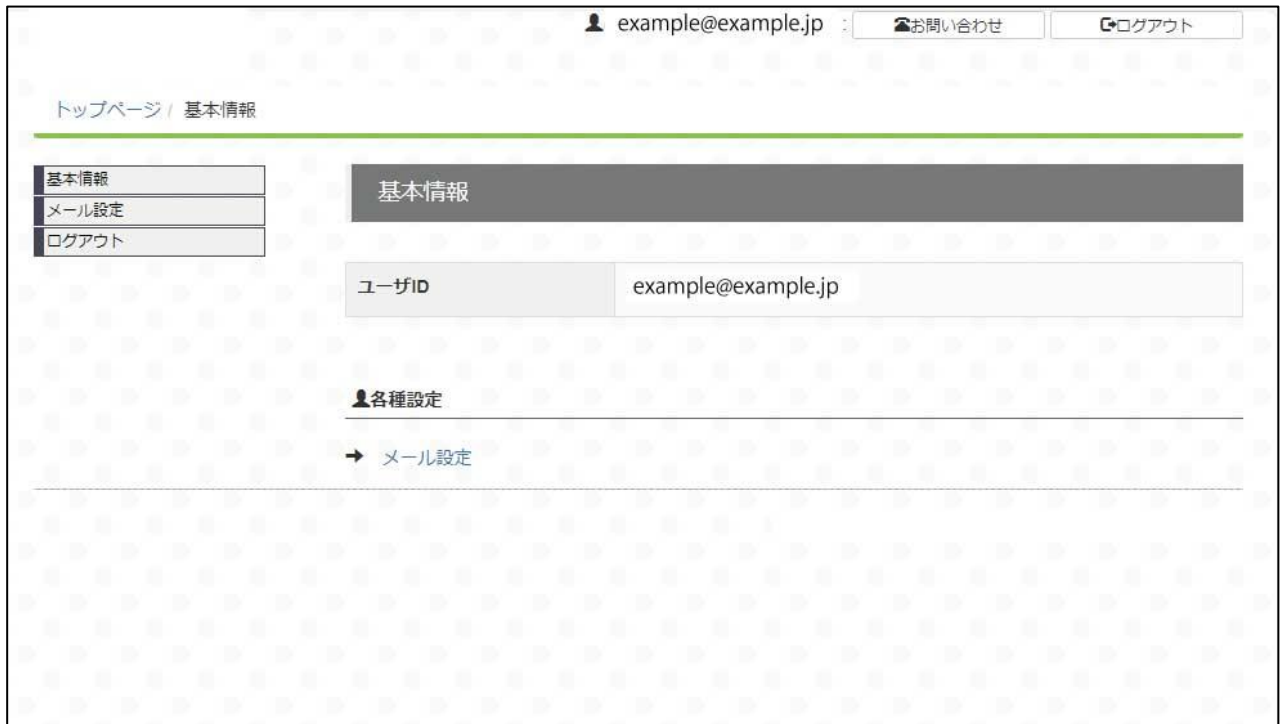 example@example.jp : お問い合わせ ログアウト
トップページ / 基本情報
基本情報
メール設定
ログアウト
基本情報
ユーザID example@example.jp
各種設定
メール設定